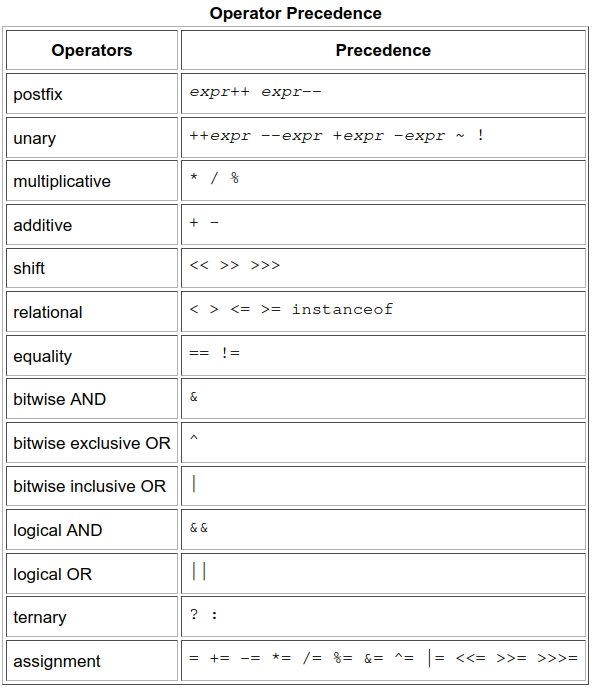 Operator Precedence
Operators Precedence
postfix expr++ expr--
unary ++expr --expr +expr -expr ~ !
multiplicative * / %
additive + -
shift << >> >>>
relational < > <= >= instanceof
equality == !=
bitwise AND &
bitwise exclusive OR ^
bitwise inclusive OR |
logical AND &&
logical OR ||
ternary ? :
assignment = += -= *= /= %= &= ^= |= <<= >>= >>>=